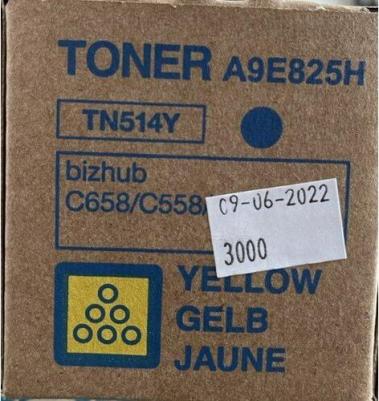 TONER A9E825H
TN514Y
bizhub
C658/C558/
09-06-2022
3000
YELLOW
GELB
JAUNE